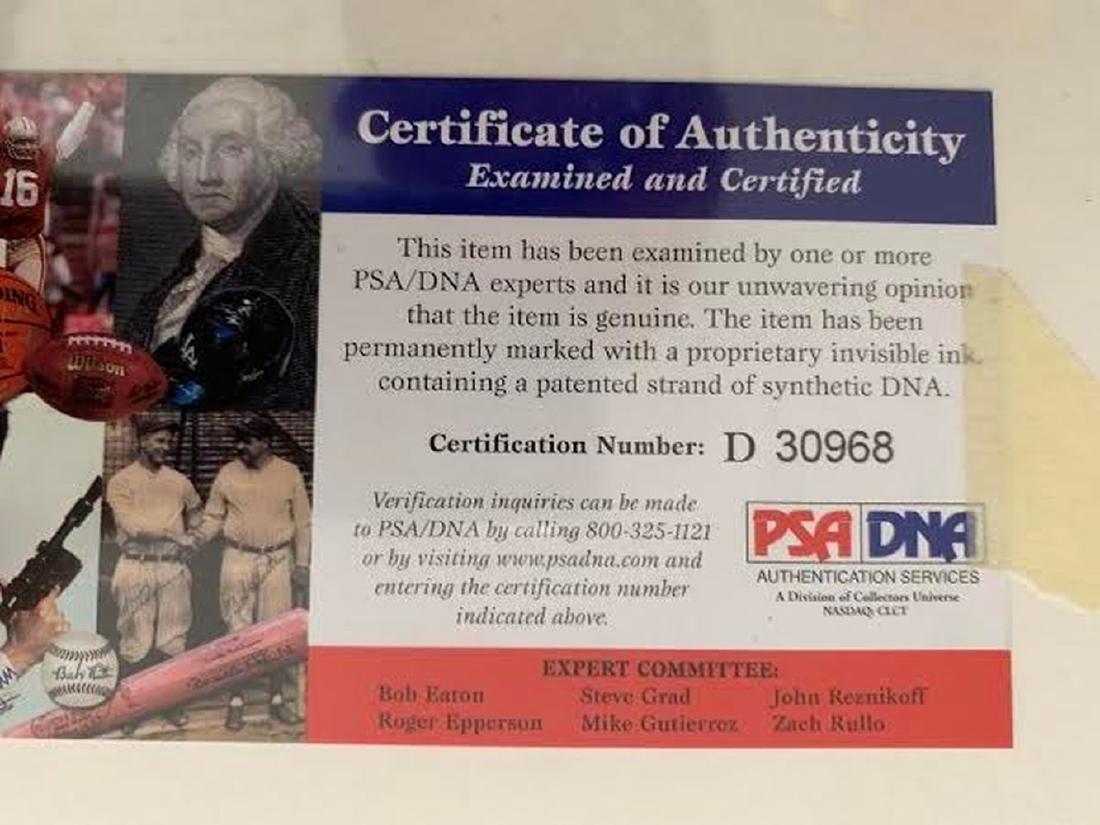 Certificate of Authenticity
Examined and Certified
This item has been examined by one or more
PSA/DNA experts and it is our unwavering opinion
that the item is genuine. The item has been
permanently marked with a proprietary invisible ink.
containing a patented strand of synthetic DNA.
Certification Number: D 30968
Verification inquiries can be made
to PSA/DNA by calling 800-325-1121
or by visiting www.psadna.com and
entering the certification number
indicated above.
PSA DNA
AUTHENTICATION SERVICES
A Division of Collectors Universe
NASDAQ: CLCT
EXPERT COMMITTEE:
Bob Eaton Steve Grad John Reznikoff
Roger Epperson Mike Gutierrez Zach Rullo
16
DING
Wilson
Babe Ruth